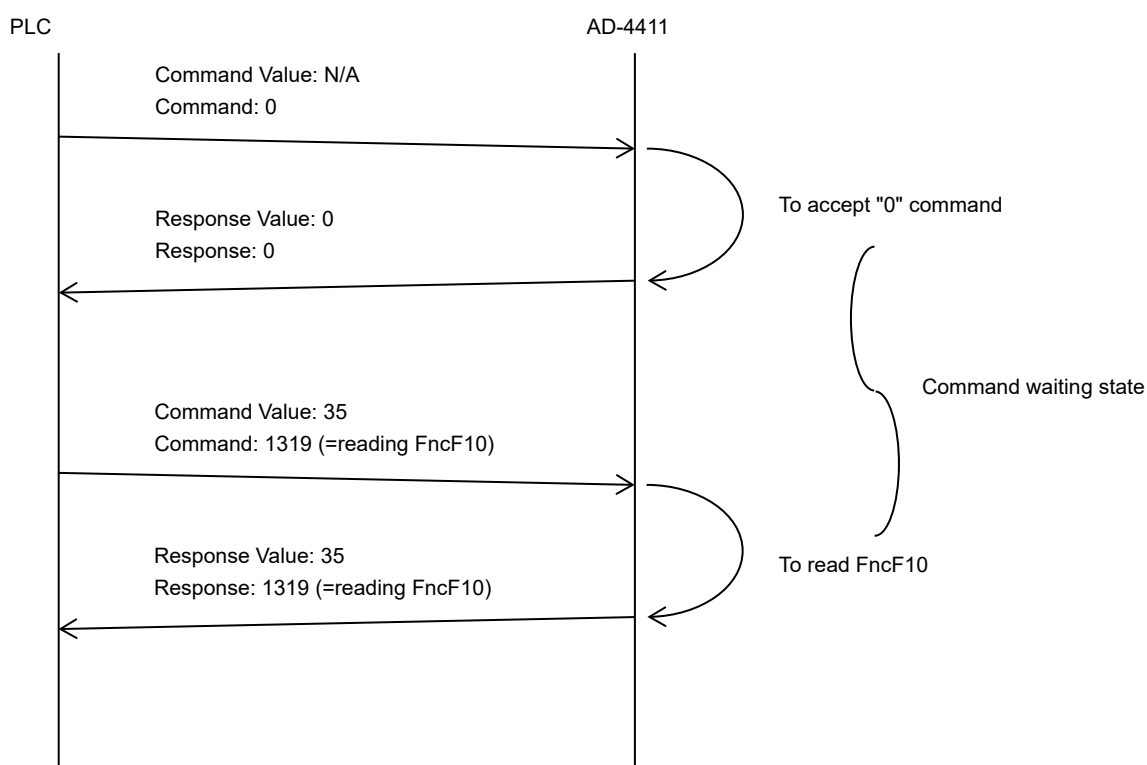 PLC
AD-4411
Command Value: N/A
Command: 0
To accept "0" command
Response Value: 0
Response: 0
Command waiting state
Command Value: 35
Command: 1319 (=reading FncF10)
Response Value: 35
Response: 1319 (=reading FncF10)
To read FncF10